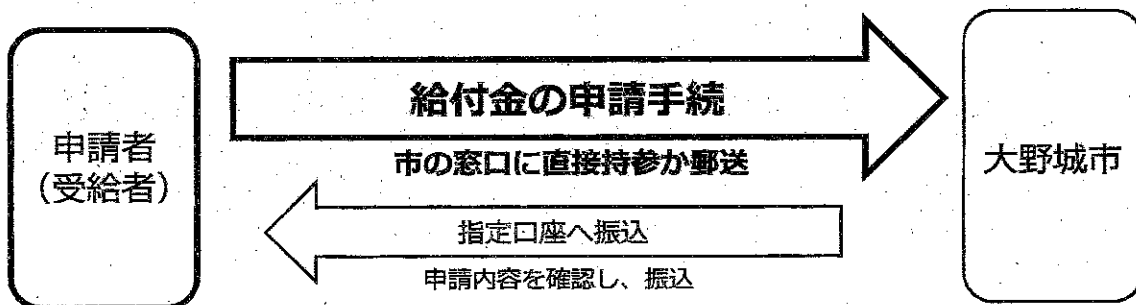 申請者
(受給者)
給付金の申請手続
市の窓口に直接持参か郵送
指定口座へ振込
申請内容を確認し、振込
大野城市